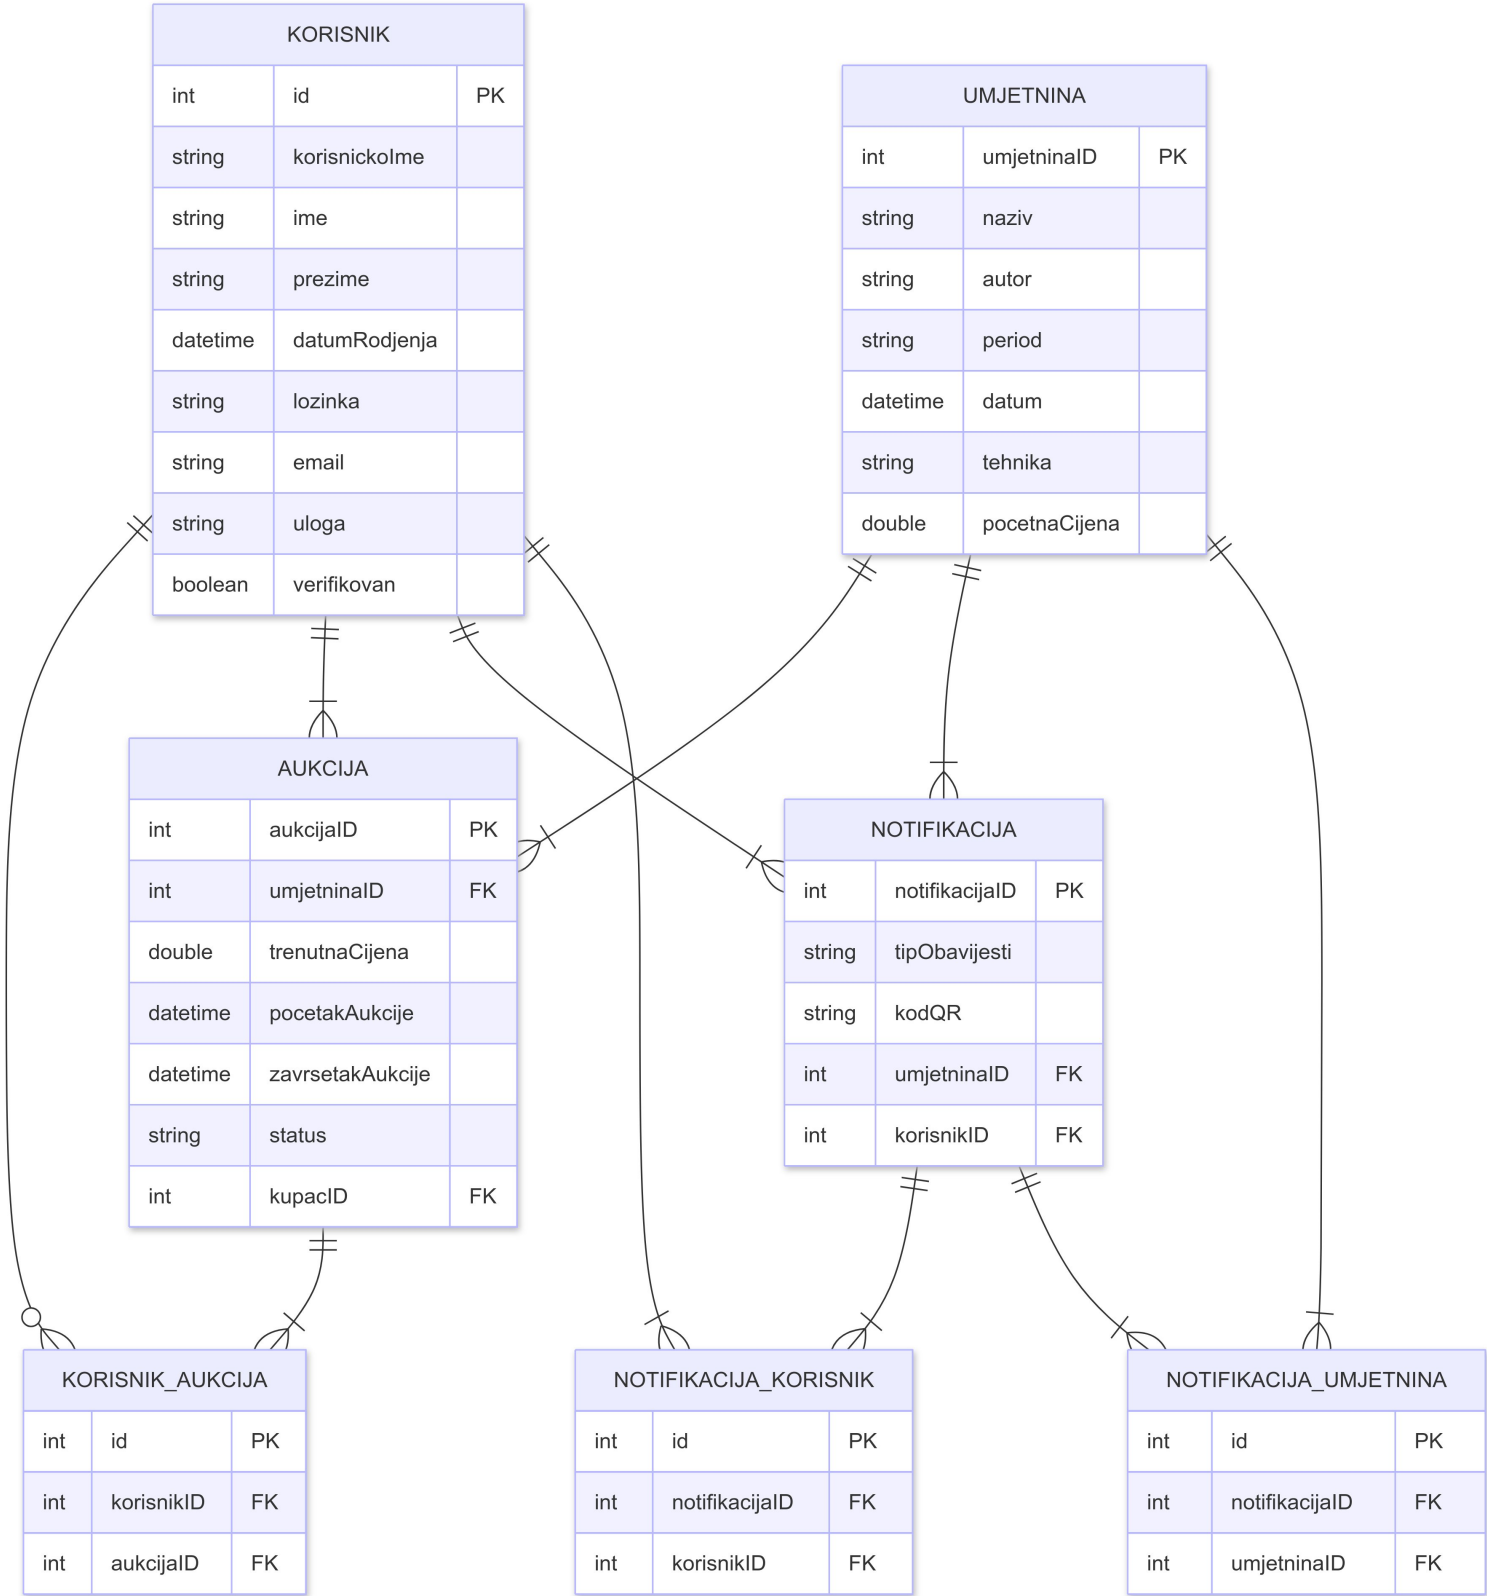 KORISNIK
int id PK
string korisnickoIme
string ime
string prezime
datetime datumRodjenja
string lozinka
string email
string uloga
boolean verifikovan
UMJETNINA
int umjetninaID PK
string naziv
string autor
string period
datetime datum
string tehnika
double pocetnaCijena
AUKCIJA
int aukcijaID PK
int umjetninaID FK
double trenutnaCijena
datetime pocetakAukcije
datetime zavrsetakAukcije
string status
int kupacID FK
NOTIFIKACIJA
int notifikacijaID PK
string tipObavijesti
string kodQR
int umjetninaID FK
int korisnikID FK
KORISNIK_AUKCIJA
int id PK
int korisnikID FK
int aukcijaID FK
NOTIFIKACIJA_KORISNIK
int id PK
int notifikacijaID FK
int korisnikID FK
NOTIFIKACIJA_UMJETNINA
int id PK
int notifikacijaID FK
int umjetninaID FK